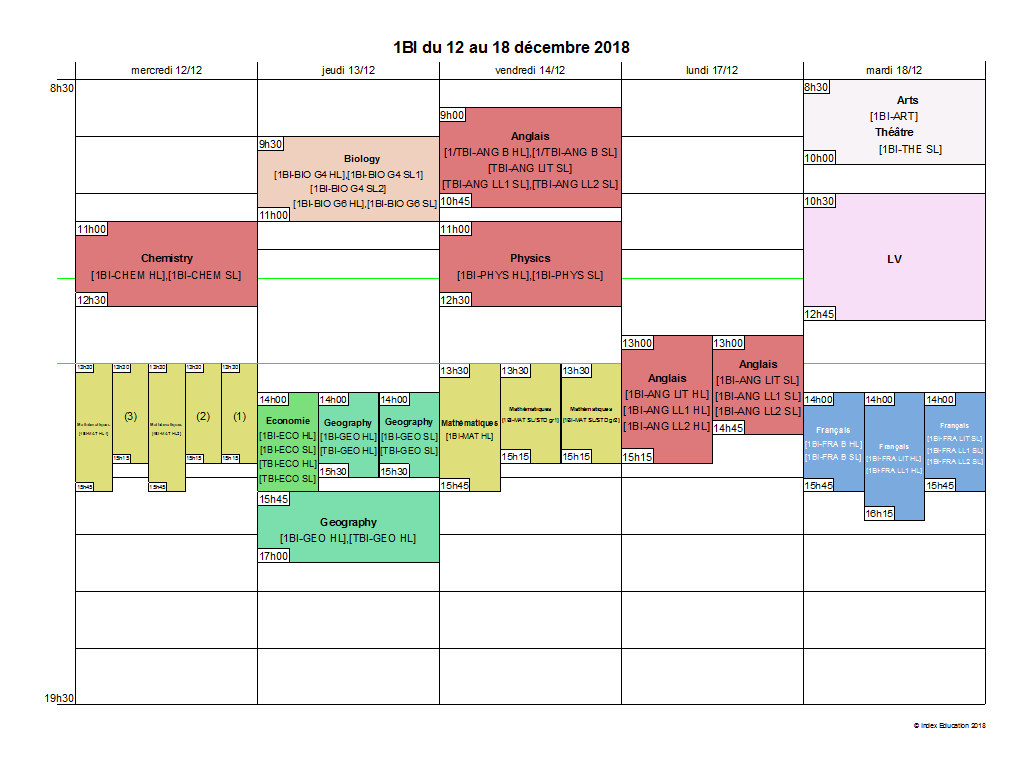 1BI du 12 au 18 décembre 2018
mercredi 12/12
jeudi 13/12
vendredi 14/12
lundi 17/12
mardi 18/12
8h30
11h00
Chemistry
[1BI-CHEM HL],[1BI-CHEM SL]
12h30
13h30
Mathématiques
15h45
13h30
(3)
15h15
13h30
Mathématiques
15h45
13h30
(2)
15h15
13h30
(1)
15h15
9h30
Biology
[1BI-BIO G4 HL],[1BI-BIO G4 SL1]
[1BI-BIO G4 SL2]
[1BI-BIO G6 HL],[1BI-BIO G6 SL]
11h00
14h00
Economie
[1BI-ECO HL]
[1BI-ECO SL]
[TBI-ECO HL]
[TBI-ECO SL]
14h00
Geography
[1BI-GEO HL]
[TBI-GEO HL]
15h30
14h00
Geography
[1BI-GEO SL]
[TBI-GEO SL]
15h30
15h45
Geography
[1BI-GEO HL],[TBI-GEO HL]
17h00
9h00
Anglais
[1/TBI-ANG B HL],[1/TBI-ANG B SL]
[TBI-ANG LIT SL]
[TBI-ANG LL1 SL],[TBI-ANG LL2 SL]
10h45
11h00
Physics
[1BI-PHYS HL],[1BI-PHYS SL]
12h30
13h30
Mathématiques
[1BI-MAT HL]
15h45
13h30
Mathématiques
[1BI-MAT SL/STD gr1]
15h15
13h30
Mathématiques
[1BI-MAT SL/STD gr2]
15h15
13h00
Anglais
[1BI-ANG LIT HL]
[1BI-ANG LL1 HL]
[1BI-ANG LL2 HL]
15h15
13h00
Anglais
[1BI-ANG LIT SL]
[1BI-ANG LL1 SL]
[1BI-ANG LL2 SL]
14h45
8h30
Arts
[1BI-ART]
Théâtre
[1BI-THE SL]
10h00
10h30
LV
12h45
14h00
Français
[1BI-FRA B HL]
[1BI-FRA B SL]
15h45
14h00
Français
[1BI-FRA LIT HL]
[1BI-FRA LL1 HL]
16h15
14h00
Français
[1BI-FRA LIT SL]
[1BI-FRA LL1 SL]
[1BI-FRA LL2 SL]
15h45
19h30
© Index Education 2018